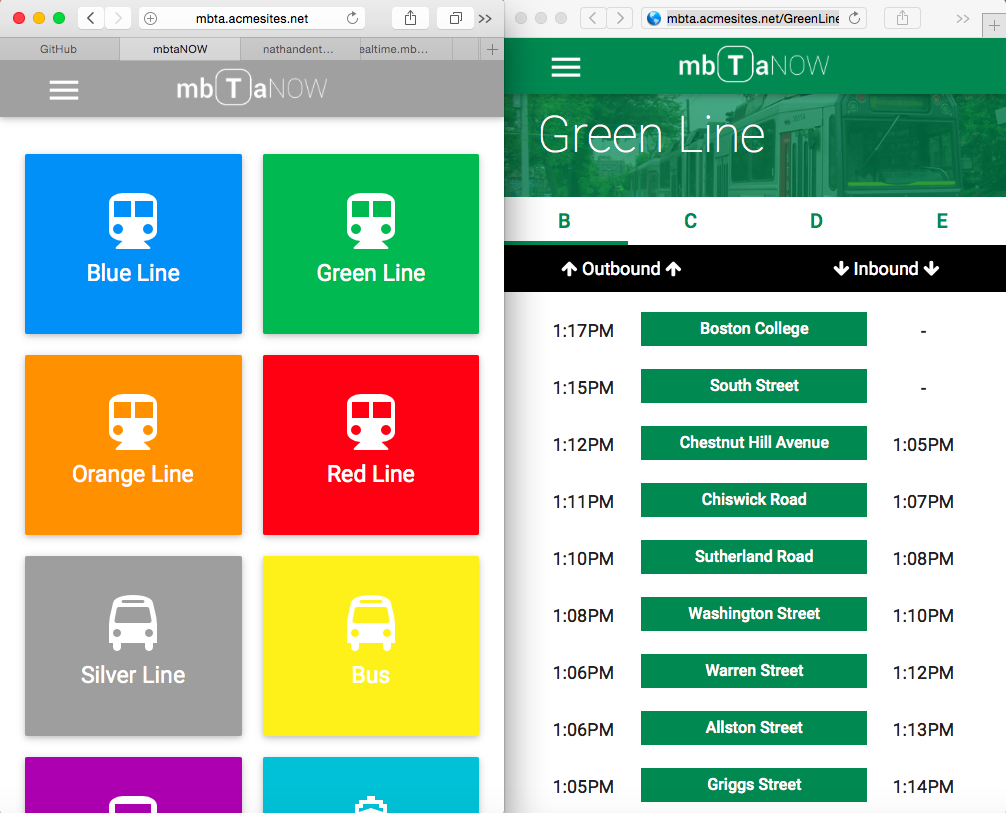 mbta.acmesites.net
GitHub
mbtaNOW
nathandent…
ealtime.mb…
mbTaNOW
Blue Line
Green Line
Orange Line
Red Line
Silver Line
Bus
mbta.acmesites.net/GreenLine
mbTaNOW
Green Line
B C D E
↑ Outbound ↑ ↓ Inbound ↓
1:17PM Boston College -
1:15PM South Street -
1:12PM Chestnut Hill Avenue 1:05PM
1:11PM Chiswick Road 1:07PM
1:10PM Sutherland Road 1:08PM
1:08PM Washington Street 1:10PM
1:06PM Warren Street 1:12PM
1:06PM Allston Street 1:13PM
1:05PM Griggs Street 1:14PM